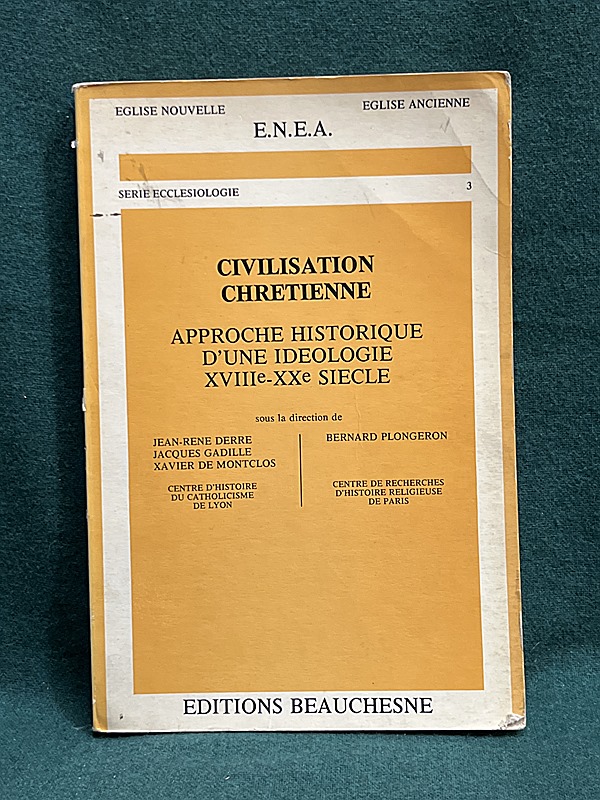 EGLISE NOUVELLE EGLISE ANCIENNE
E.N.E.A.
SERIE ECCLESIOLOGIE 3
CIVILISATION
CHRETIENNE
APPROCHE HISTORIQUE
D'UNE IDEOLOGIE
XVIIIe-XXe SIECLE
sous la direction de
JEAN-RENE DERRE
JACQUES GADILLE
XAVIER DE MONTCLOS
CENTRE D'HISTOIRE
DU CATHOLICISME
DE LYON
BERNARD PLONGERON
CENTRE DE RECHERCHES
D'HISTOIRE RELIGIEUSE
DE PARIS
EDITIONS BEAUCHESNE